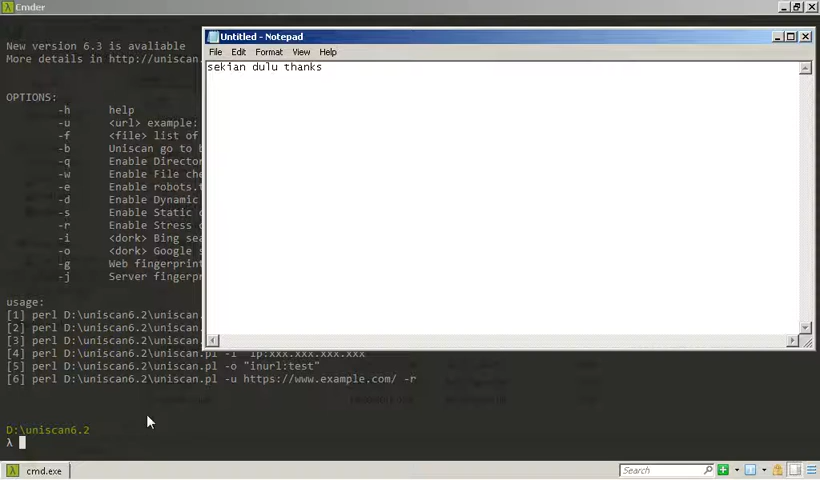 Cmder
New version 6.3 is avaliable
More details in http://uniscan.
OPTIONS:
-h help
-u <url> example:
-f <file> list of
-b Uniscan go to b
-q Enable Direc
-w Enable File che
-e Enable robots.t
-d Enable Dynamic
-s Enable Static c
-r Enable Stress c
-i <dork> Bing sea
-o <dork> Google s
-g Web fingerprint
-j Server fingerpr
usage:
[1] perl D:\uniscan6.2\uniscan.
[2] perl D:\uniscan6.2\uniscan.
[3] perl D:\uniscan6.2\uniscan.
[4] perl D:\uniscan6.2\uniscan.pl -i "ip:xxx.xxx.xxx.xxx
[5] perl D:\uniscan6.2\uniscan.pl -o "inurl:test"
[6] perl D:\uniscan6.2\uniscan.pl -u https://www.example.com/ -r
D:\uniscan6.2
λ
Untitled - Notepad
File Edit Format View Help
sekian dulu thanks
cmd.exe
Search